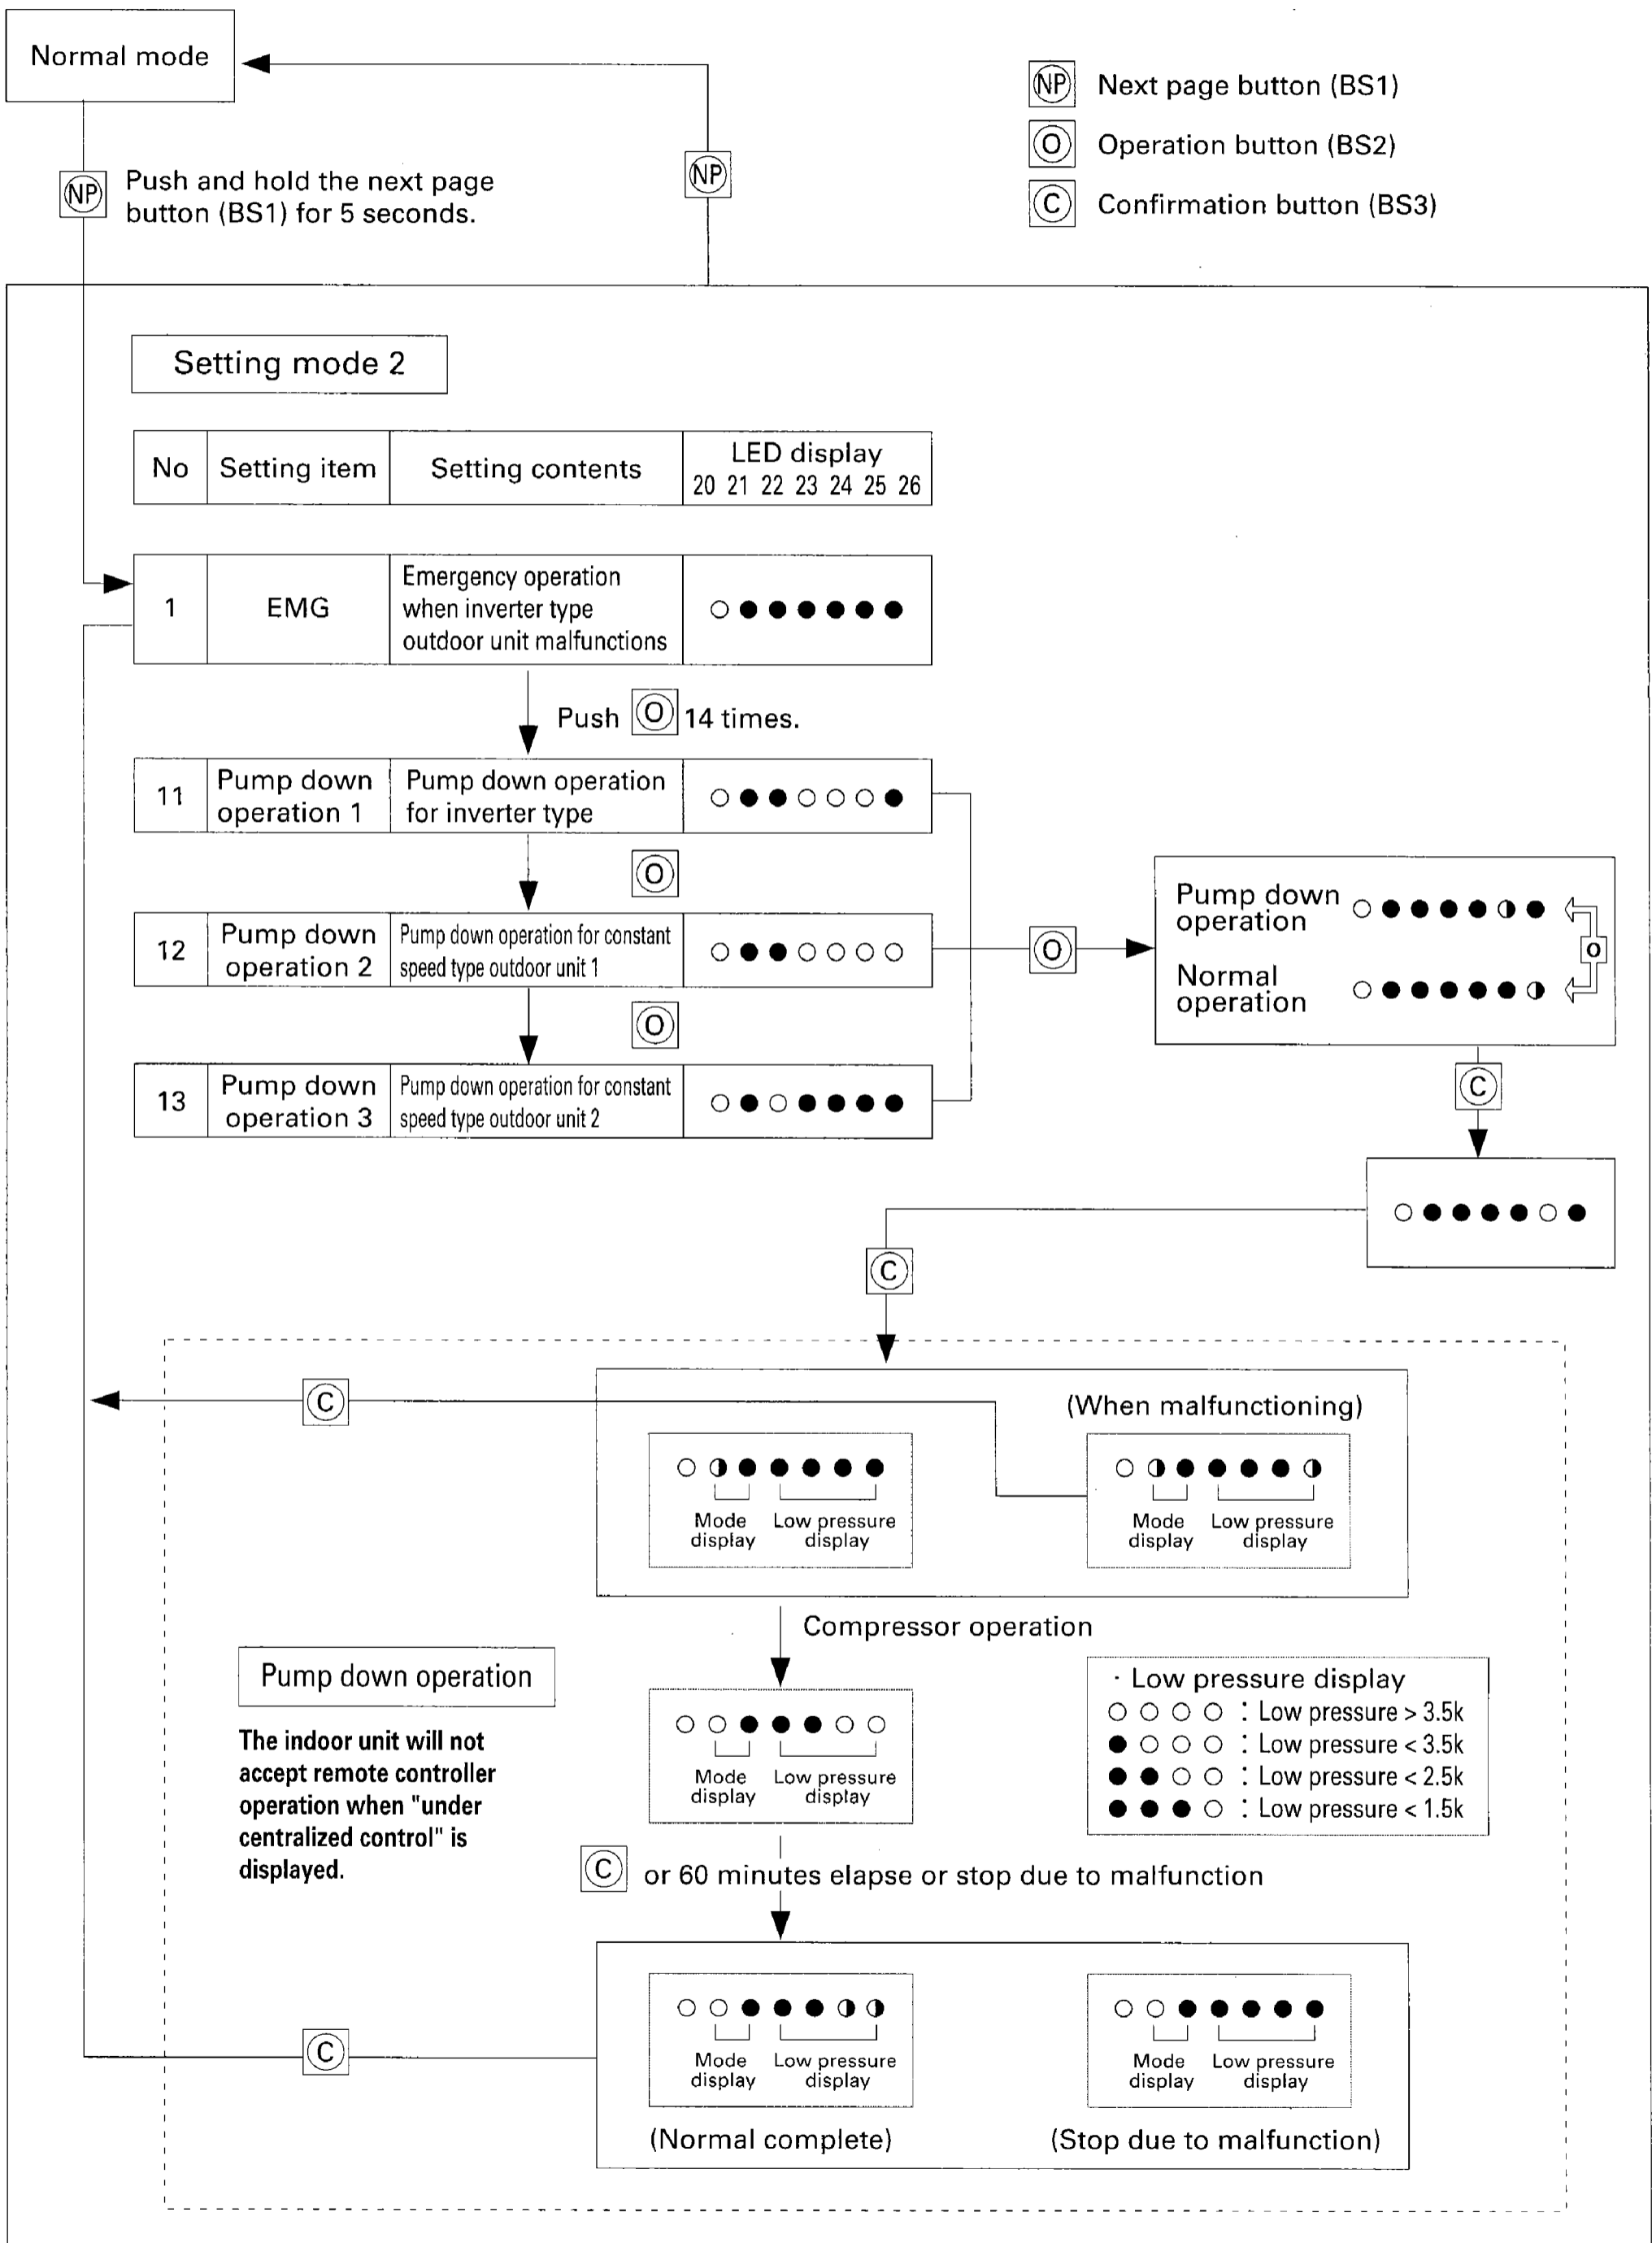 Normal mode
NP Next page button (BS1)
O Operation button (BS2)
C Confirmation button (BS3)
NP
Push and hold the next page
button (BS1) for 5 seconds.
NP
Setting mode 2
No Setting item Setting contents LED display
20 21 22 23 24 25 26
1 EMG Emergency operation
when inverter type
outdoor unit malfunctions
Push O 14 times.
11 Pump down
operation 1
Pump down operation
for inverter type
O
12 Pump down
operation 2
Pump down operation for constant
speed type outdoor unit 1
O
13 Pump down
operation 3
Pump down operation for constant
speed type outdoor unit 2
O
Pump down
operation
Normal
operation
O
C
C
C
(When malfunctioning)
Mode
display
Low pressure
display
Mode
display
Low pressure
display
Compressor operation
Pump down operation
The indoor unit will not
accept remote controller
operation when "under
centralized control" is
displayed.
Mode
display
Low pressure
display
· Low pressure display
: Low pressure > 3.5k
: Low pressure < 3.5k
: Low pressure < 2.5k
: Low pressure < 1.5k
C or 60 minutes elapse or stop due to malfunction
C
Mode
display
Low pressure
display
(Normal complete)
Mode
display
Low pressure
display
(Stop due to malfunction)